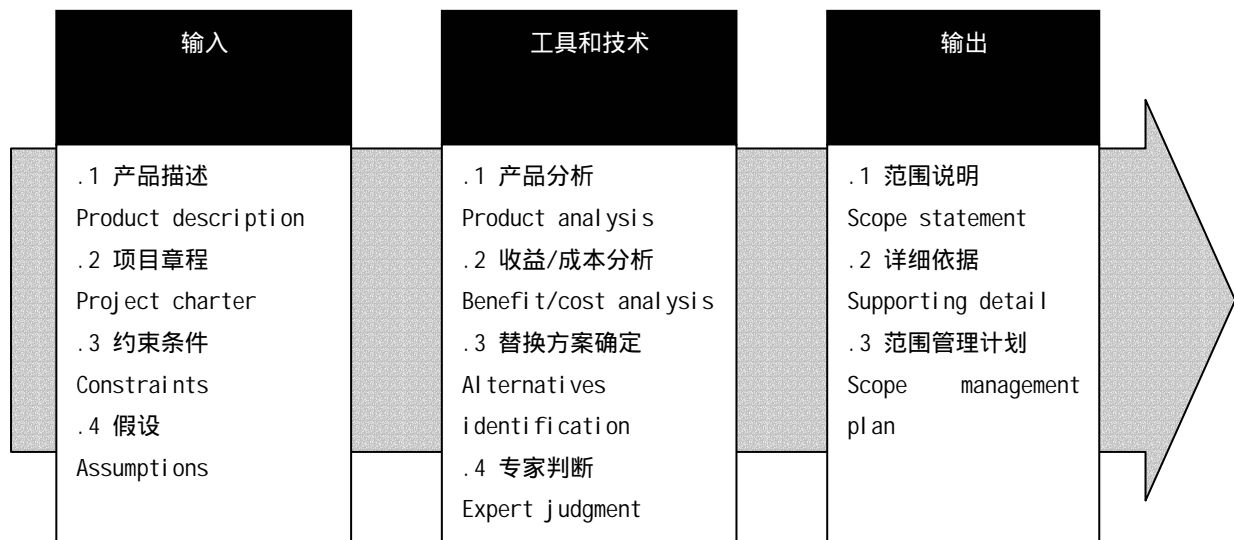 输入
.1 产品描述
Product description
.2 项目章程
Project charter
.3 约束条件
Constraints
.4 假设
Assumptions
工具和技术
.1 产品分析
Product analysis
.2 收益/成本分析
Benefit/cost analysis
.3 替换方案确定
Alternatives
identification
.4 专家判断
Expert judgment
输出
.1 范围说明
Scope statement
.2 详细依据
Supporting detail
.3 范围管理计划
Scope management
plan